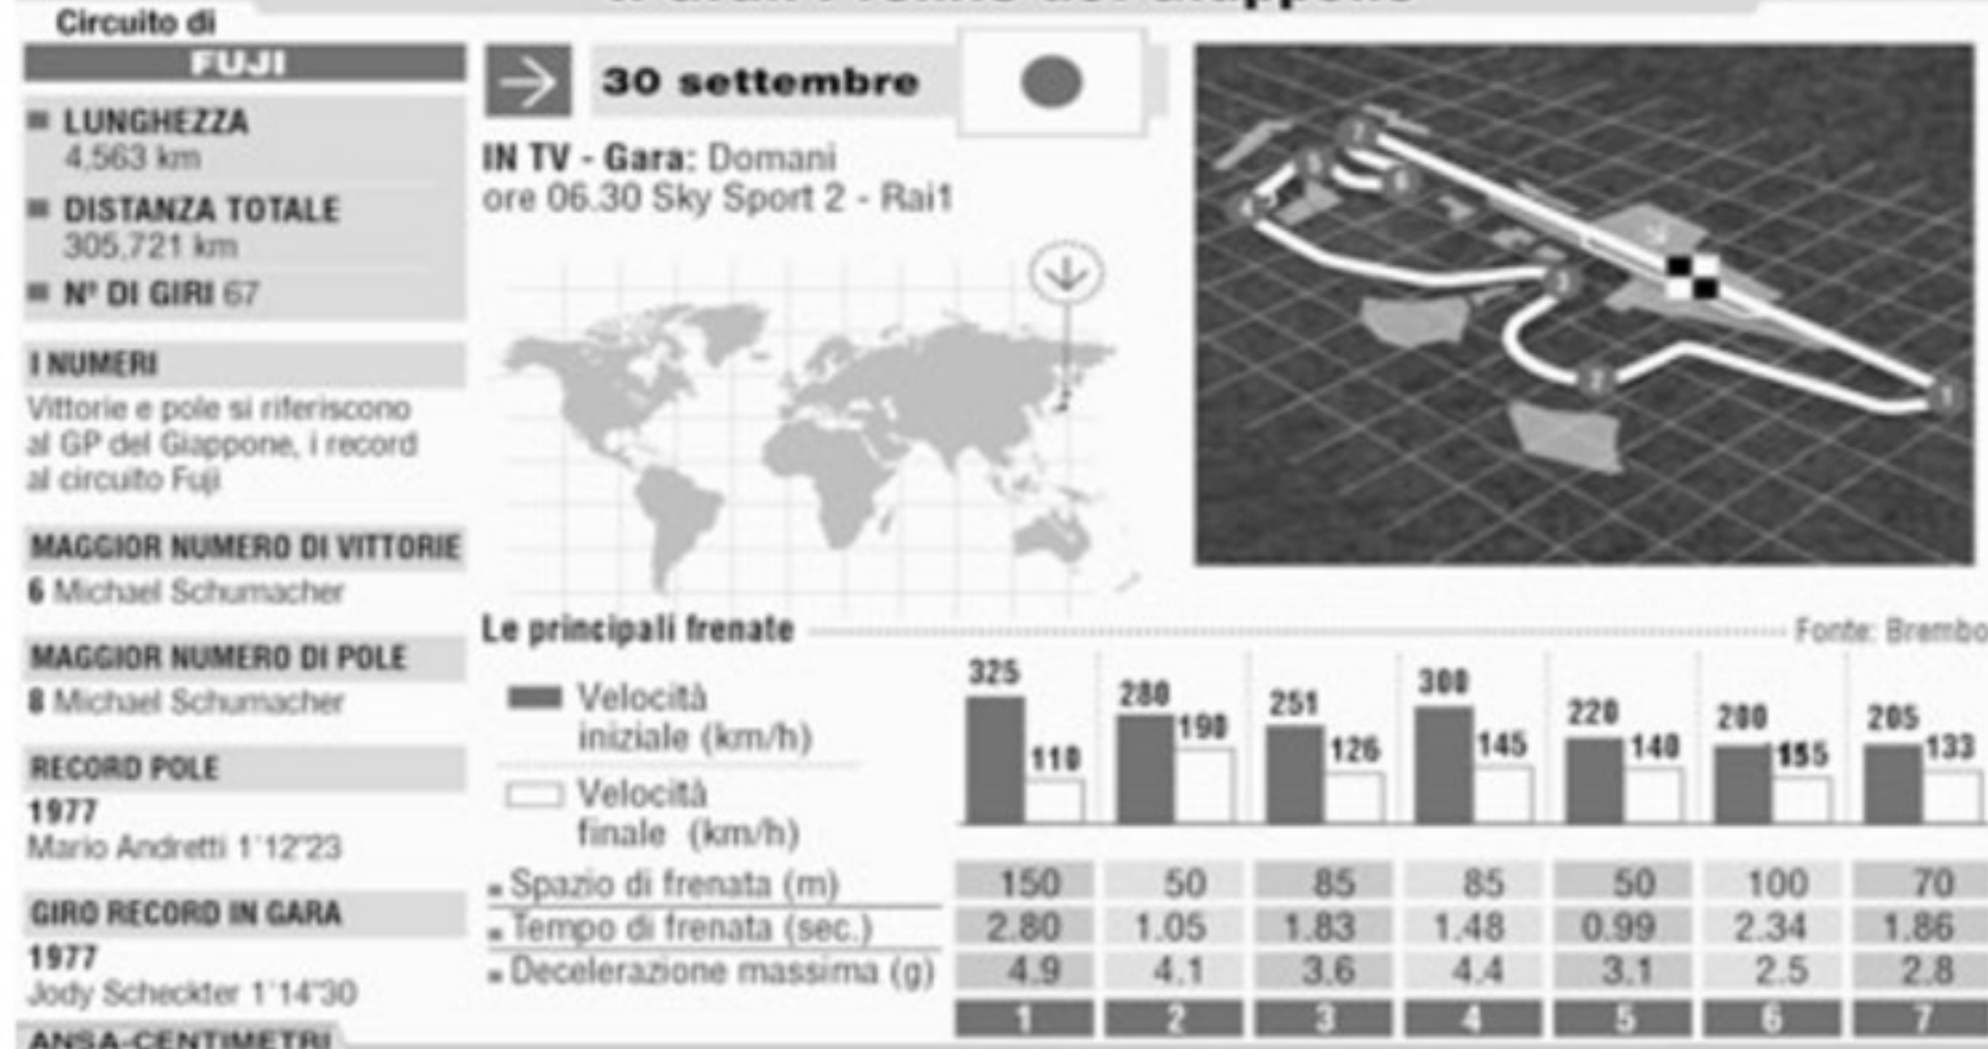 Circuito di
FUJI
LUNGHEZZA
4,563 km
DISTANZA TOTALE
305,721 km
N° DI GIRI 67
I NUMERI
Vittorie e pole si riferiscono
al GP del Giappone, i record
al circuito Fuji
MAGGIOR NUMERO DI VITTORIE
6 Michael Schumacher
MAGGIOR NUMERO DI POLE
8 Michael Schumacher
RECORD POLE
1977
Mario Andretti 1'12"23
GIRO RECORD IN GARA
1977
Jody Scheckter 1'14"30
ANSA-CENTIMETRI
30 settembre
IN TV - Gara: Domani
ore 06.30 Sky Sport 2 - Rai1
Le principali frenate
Fonte: Brembo
Velocità
iniziale (km/h)
Velocità
finale (km/h)
325 110 280 190 251 126 300 145 220 140 200 155 205 133
Spazio di frenata (m) 150 50 85 85 50 100 70
Tempo di frenata (sec.) 2.80 1.05 1.83 1.48 0.99 2.34 1.86
Decelerazione massima (g) 4.9 4.1 3.6 4.4 3.1 2.5 2.8
1 2 3 4 5 6 7